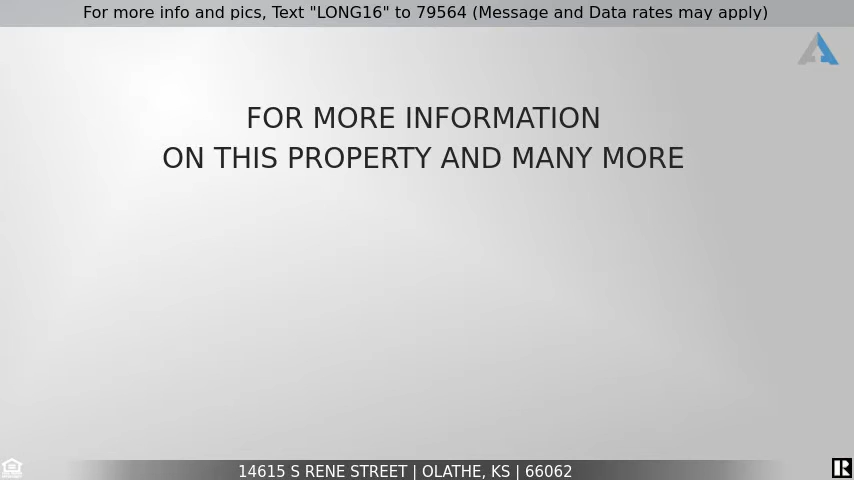 For more info and pics, Text "LONG16" to 79564 (Message and Data rates may apply)
FOR MORE INFORMATION
ON THIS PROPERTY AND MANY MORE
14615 S RENE STREET | OLATHE, KS | 66062